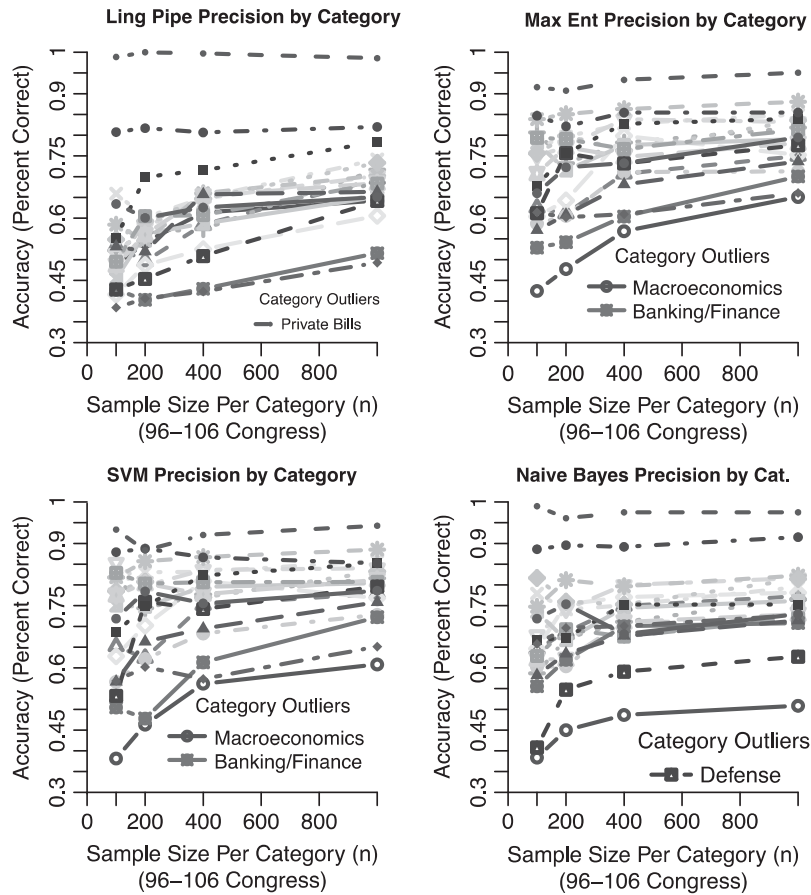 Ling Pipe Precision by Category
Accuracy (Percent Correct)
1
0.9
0.75
0.6
0.45
0.3
Category Outliers
Private Bills
0 200 400 600 800
Sample Size Per Category (n)
(96–106 Congress)
Max Ent Precision by Category
Accuracy (Percent Correct)
1
0.9
0.75
0.6
0.45
0.3
Category Outliers
Macroeconomics
Banking/Finance
0 200 400 600 800
Sample Size Per Category (n)
(96–106 Congress)
SVM Precision by Category
Accuracy (Percent Correct)
1
0.9
0.75
0.6
0.45
0.3
Category Outliers
Macroeconomics
Banking/Finance
0 200 400 600 800
Sample Size Per Category (n)
(96–106 Congress)
Naive Bayes Precision by Cat.
Accuracy (Percent Correct)
1
0.9
0.75
0.6
0.45
0.3
Category Outliers
Defense
0 200 400 600 800
Sample Size Per Category (n)
(96–106 Congress)